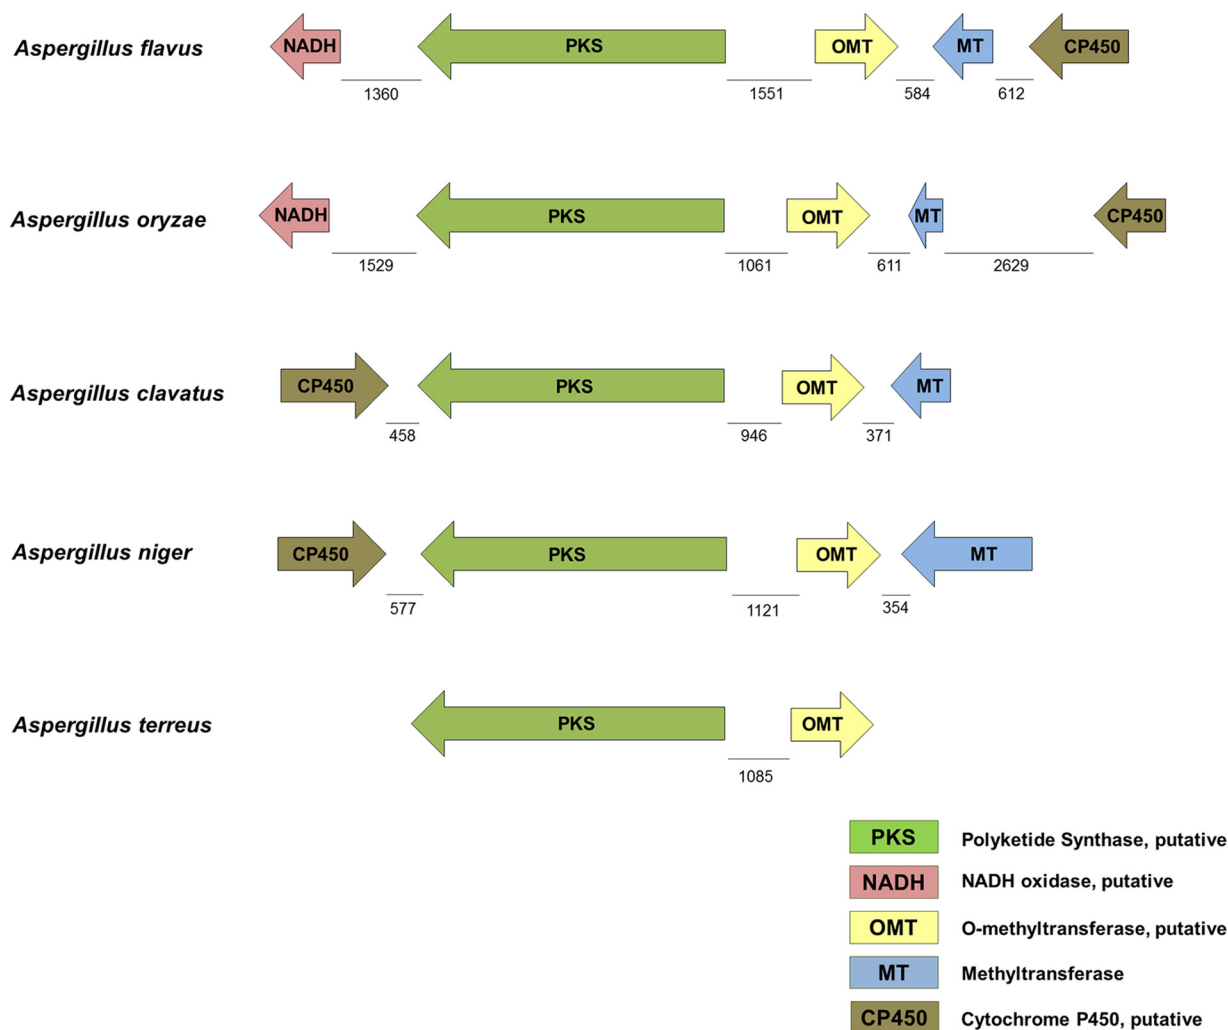 Aspergillus flavus NADH PKS OMT MT CP450
1360 1551 584 612
Aspergillus oryzae NADH PKS OMT MT CP450
1529 1061 611 2629
Aspergillus clavatus CP450 PKS OMT MT
458 946 371
Aspergillus niger CP450 PKS OMT MT
577 1121 354
Aspergillus terreus PKS OMT
1085
PKS Polyketide Synthase, putative
NADH NADH oxidase, putative
OMT O-methyltransferase, putative
MT Methyltransferase
CP450 Cytochrome P450, putative